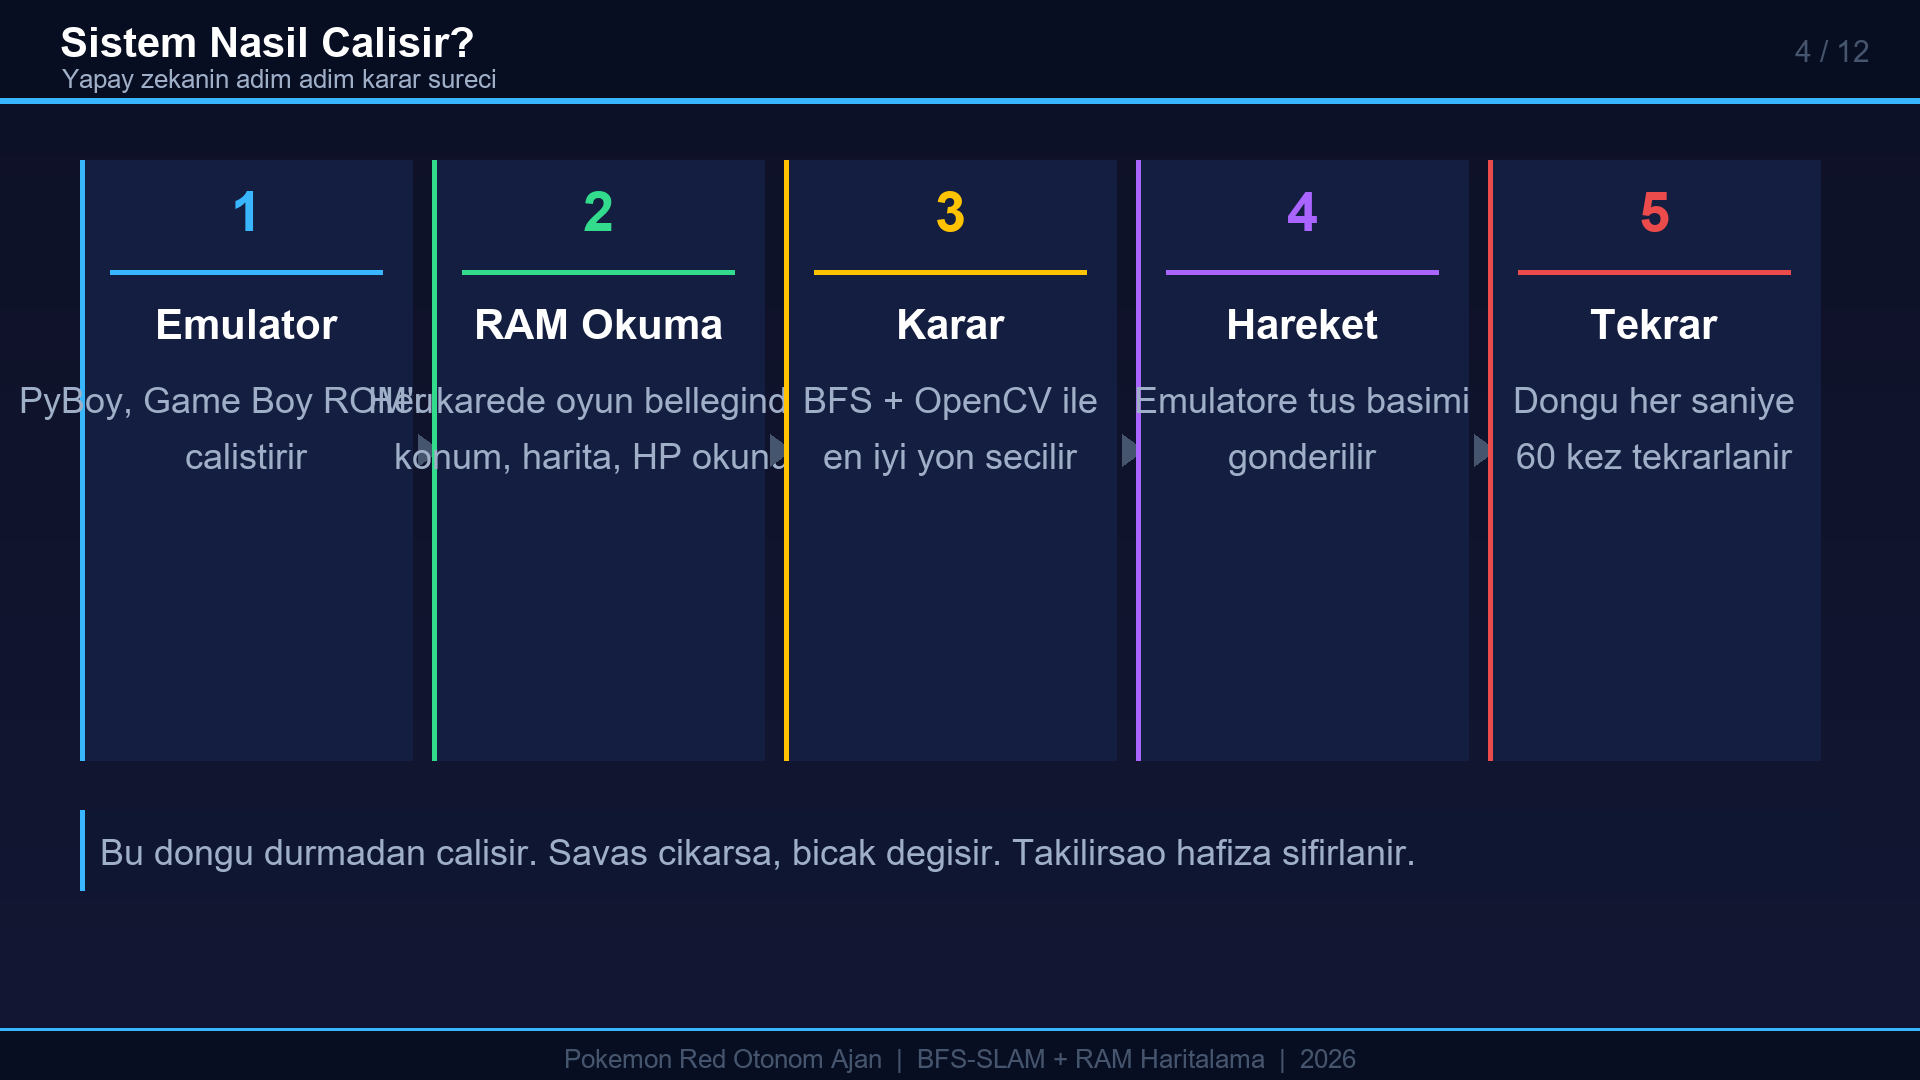 Sistem Nasil Calisir?
Yapay zekanin adim adim karar sureci
4 / 12
1
Emulator
PyBoy, Game Boy
calistirir
2
RAM Okuma
karede oyun
konum, harita, HP
3
Karar
BFS + OpenCV ile
en iyi yon secilir
4
Hareket
Emulatore tus basimi
gonderilir
5
Tekrar
Dongu her saniye
60 kez tekrarlanir
Bu dongu durmadan calisir. Savas cikarsa, bicak degisir. Takilirsao hafiza sifirlanir.
Pokemon Red Otonom Ajan | BFS-SLAM + RAM Haritalama | 2026